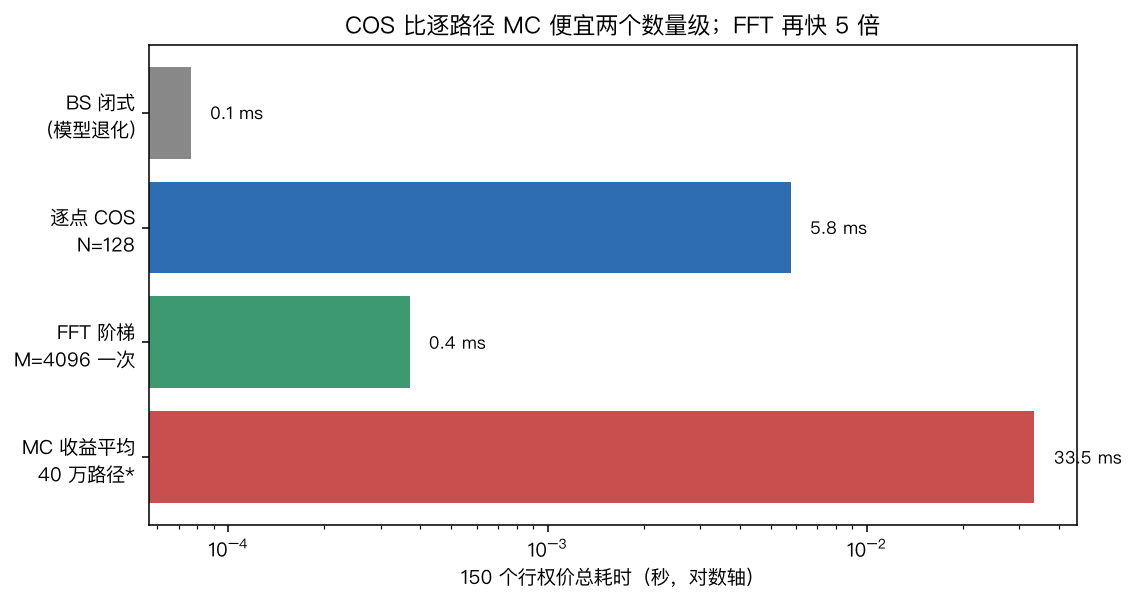 COS 比逐路径 MC 便宜两个数量级；FFT 再快 5 倍
BS 闭式
(模型退化)
0.1 ms
逐点 COS
N=128
5.8 ms
FFT 阶梯
M=4096 一次
0.4 ms
MC 收益平均
40 万路径*
33.5 ms
10⁻⁴
10⁻³
10⁻²
150 个行权价总耗时（秒，对数轴）